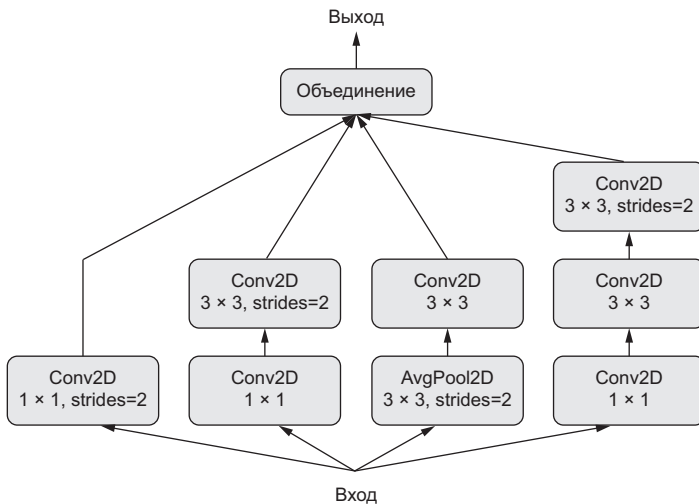 Выход
Объединение
Conv2D
3 × 3, strides=2
Conv2D
3 × 3, strides=2
Conv2D
3 × 3
Conv2D
3 × 3
Conv2D
1 × 1, strides=2
Conv2D
1 × 1
AvgPool2D
3 × 3, strides=2
Conv2D
1 × 1
Вход